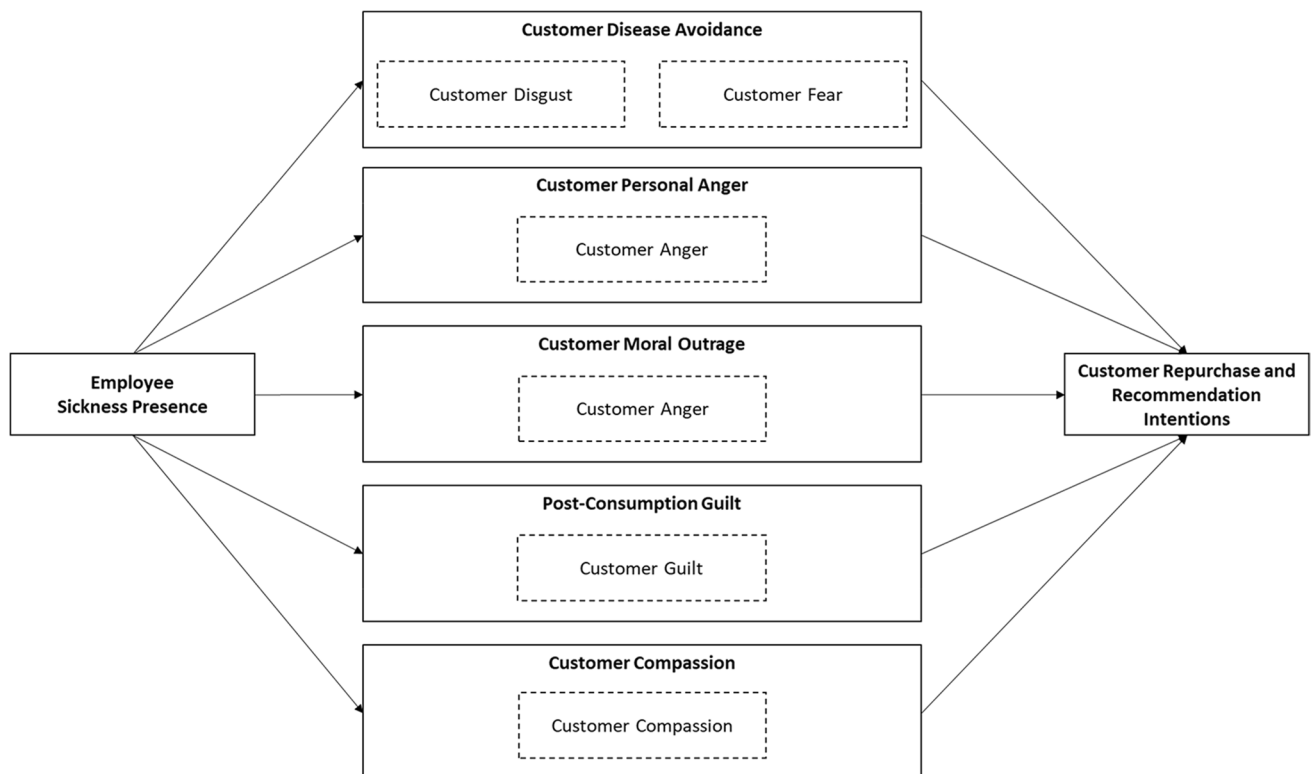 Customer Disease Avoidance
Customer Disgust
Customer Fear
Customer Personal Anger
Customer Anger
Employee
Sickness Presence
Customer Moral Outrage
Customer Anger
Customer Repurchase and
Recommendation
Intentions
Post-Consumption Guilt
Customer Guilt
Customer Compassion
Customer Compassion